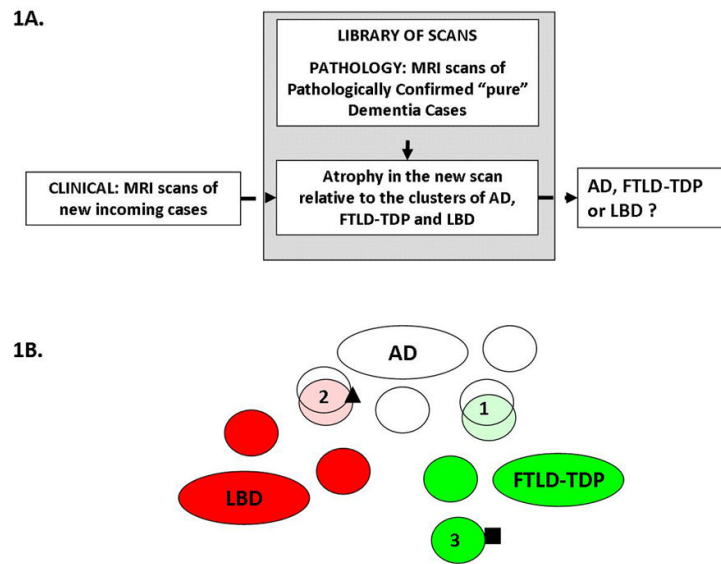 1A.
LIBRARY OF SCANS
PATHOLOGY: MRI scans of
Pathologically Confirmed “pure”
Dementia Cases
CLINICAL: MRI scans of
new incoming cases
Atrophy in the new scan
relative to the clusters of AD,
FTLD-TDP and LBD
AD, FTLD-TDP
or LBD ?
1B.
AD
2
1
LBD
FTLD-TDP
3